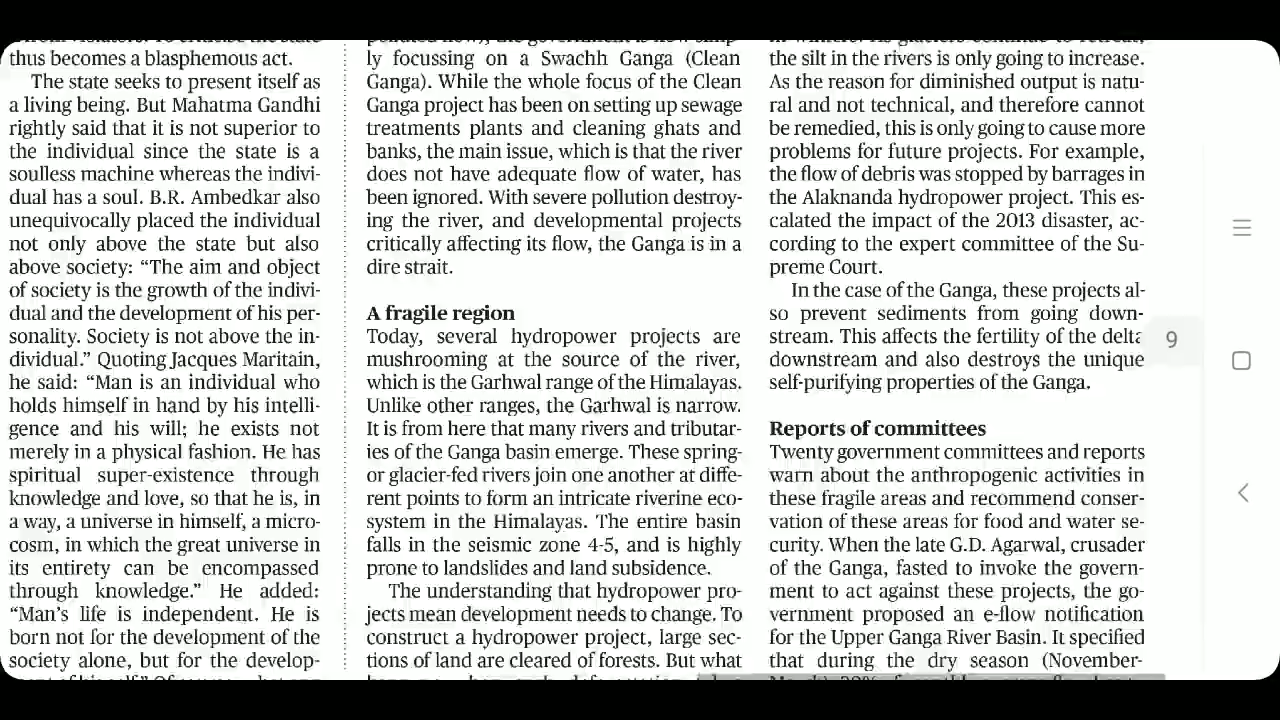 thus becomes a blasphemous act.
The state seeks to present itself as
a living being. But Mahatma Gandhi
rightly said that it is not superior to
the individual since the state is a
soulless machine whereas the indivi-
dual has a soul. B.R. Ambedkar also
unequivocally placed the individual
not only above the state but also
above society: “The aim and object
of society is the growth of the indivi-
dual and the development of his per-
sonality. Society is not above the in-
dividual.” Quoting Jacques Maritain,
he said: “Man is an individual who
holds himself in hand by his intelli-
gence and his will; he exists not
merely in a physical fashion. He has
spiritual super-existence through
knowledge and love, so that he is, in
a way, a universe in himself, a micro-
cosm, in which the great universe in
its entirety can be encompassed
through knowledge.” He added:
“Man’s life is independent. He is
born not for the development of the
society alone, but for the develop-
ly focussing on a Swachh Ganga (Clean
Ganga). While the whole focus of the Clean
Ganga project has been on setting up sewage
treatments plants and cleaning ghats and
banks, the main issue, which is that the river
does not have adequate flow of water, has
been ignored. With severe pollution destroy-
ing the river, and developmental projects
critically affecting its flow, the Ganga is in a
dire strait.
A fragile region
Today, several hydropower projects are
mushrooming at the source of the river,
which is the Garhwal range of the Himalayas.
Unlike other ranges, the Garhwal is narrow.
It is from here that many rivers and tributar-
ies of the Ganga basin emerge. These spring-
or glacier-fed rivers join one another at diffe-
rent points to form an intricate riverine eco-
system in the Himalayas. The entire basin
falls in the seismic zone 4-5, and is highly
prone to landslides and land subsidence.
The understanding that hydropower pro-
jects mean development needs to change. To
construct a hydropower project, large sec-
tions of land are cleared of forests. But what
the silt in the rivers is only going to increase.
As the reason for diminished output is natu-
ral and not technical, and therefore cannot
be remedied, this is only going to cause more
problems for future projects. For example,
the flow of debris was stopped by barrages in
the Alaknanda hydropower project. This es-
calated the impact of the 2013 disaster, ac-
cording to the expert committee of the Su-
preme Court.
In the case of the Ganga, these projects al-
so prevent sediments from going down-
stream. This affects the fertility of the delta
downstream and also destroys the unique
self-purifying properties of the Ganga.
Reports of committees
Twenty government committees and reports
warn about the anthropogenic activities in
these fragile areas and recommend conser-
vation of these areas for food and water se-
curity. When the late G.D. Agarwal, crusader
of the Ganga, fasted to invoke the govern-
ment to act against these projects, the go-
vernment proposed an e-flow notification
for the Upper Ganga River Basin. It specified
that during the dry season (November-
9